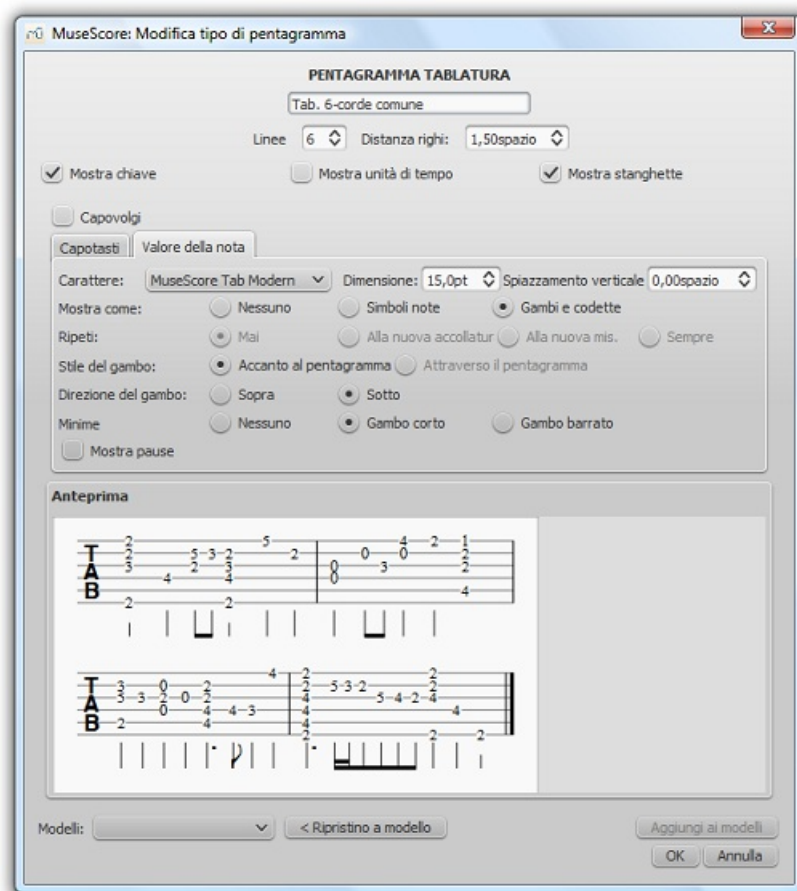 MuseScore: Modifica tipo di pentagramma
PENTAGRAMMA TABLATURA
Tab. 6-corde comune
Linee 6 Distanza righi: 1,50spazio
Mostra chiave Mostra unità di tempo Mostra stanghette
Capovolgi
Capotasti Valore della nota
Carattere: MuseScore Tab Modern Dimensione: 15,0pt Spiazzamento verticale 0,00spazio
Mostra come: Nessuno Simboli note Gambi e codette
Ripeti: Mai Alla nuova accollatur Alla nuova mis. Sempre
Stile del gambo: Accanto al pentagramma Attraverso il pentagramma
Direzione del gambo: Sopra Sotto
Minime Nessuno Gambo corto Gambo barrato
Mostra pause
Anteprima
T
A
B
T
A
B
Modelli: < Ripristino a modello Aggiungi ai modelli
OK Annulla